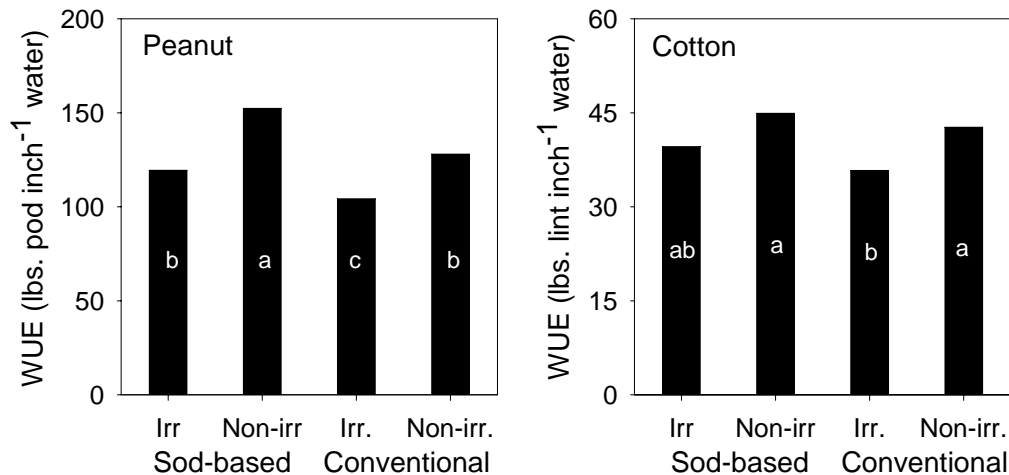 Peanut
WUE (lbs. pod inch⁻¹ water)
200
150
100
50
0
b a c b
Irr Non-irr Irr. Non-irr.
Sod-based Conventional
Cotton
WUE (lbs. lint inch⁻¹ water)
60
45
30
15
0
ab a b a
Irr Non-irr Irr. Non-irr.
Sod-based Conventional